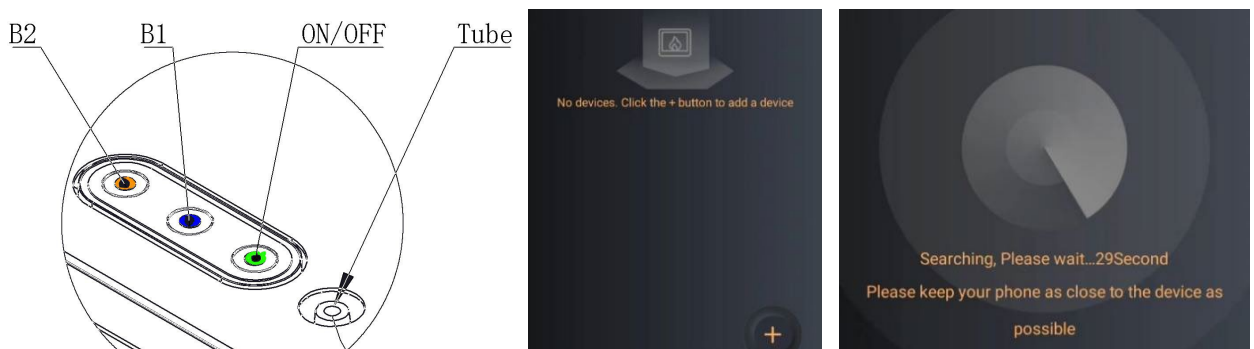 B2
B1
ON/OFF
Tube
No devices. Click the + button to add a device
+
Searching, Please wait...29Second
Please keep your phone as close to the device as
possible